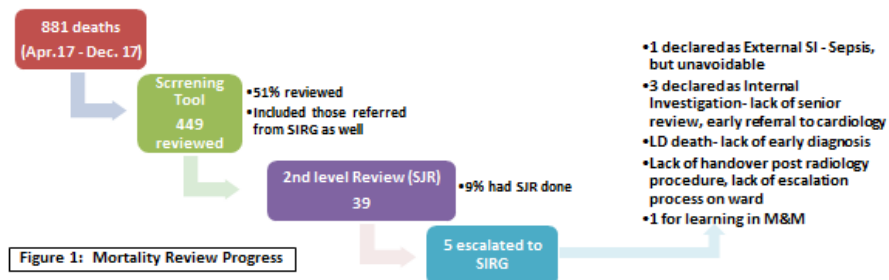 881 deaths
(Apr.17 - Dec. 17)
Scrrening
Tool
449
reviewed
•51% reviewed
•Included those referred
from SIRG as well
2nd level Review (SJR)
39
•9% had SJR done
5 escalated to
SIRG
•1 declared as External SI - Sepsis,
but unavoidable
•3 declared as Internal
Investigation- lack of senior
review, early referral to cardiology
•LD death- lack of early diagnosis
•Lack of handover post radiology
procedure, lack of escalation
process on ward
•1 for learning in M&M
Figure 1: Mortality Review Progress